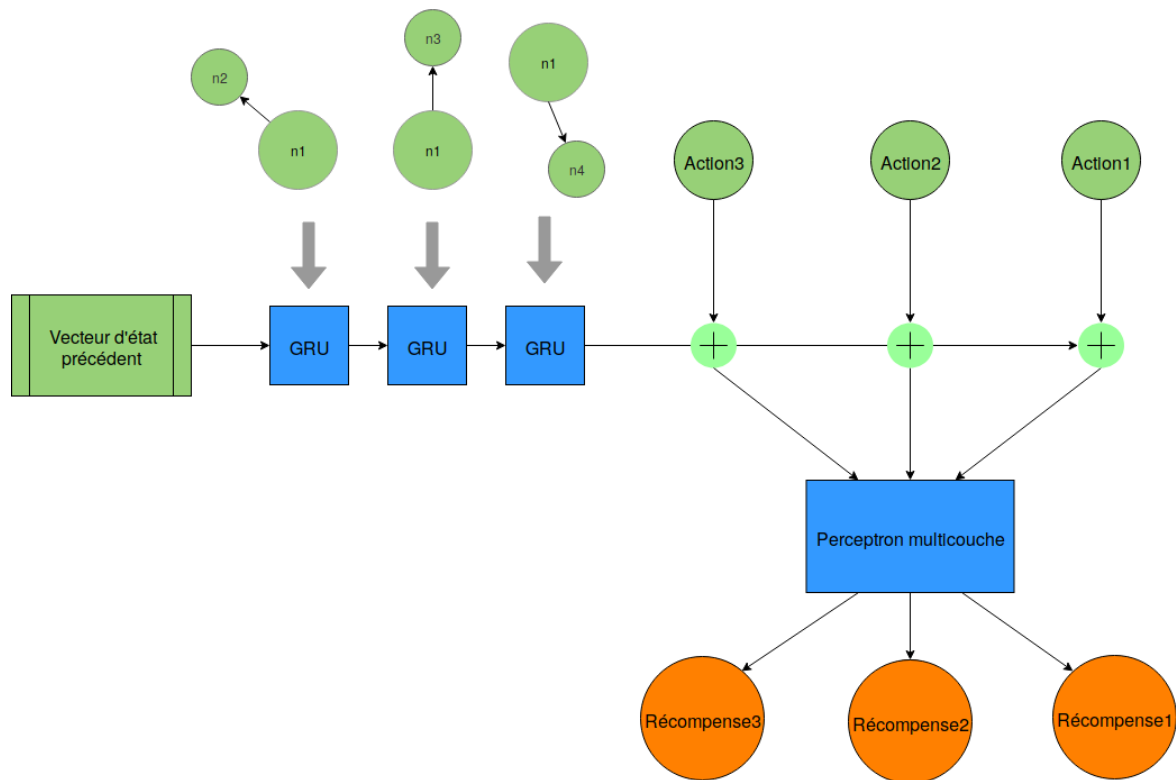 n3
n2
n1
n1
n1
n4
Action3
Action2
Action1
Vecteur d'état
précédent
GRU
GRU
GRU
Perceptron multicouche
Récompense3
Récompense2
Récompense1